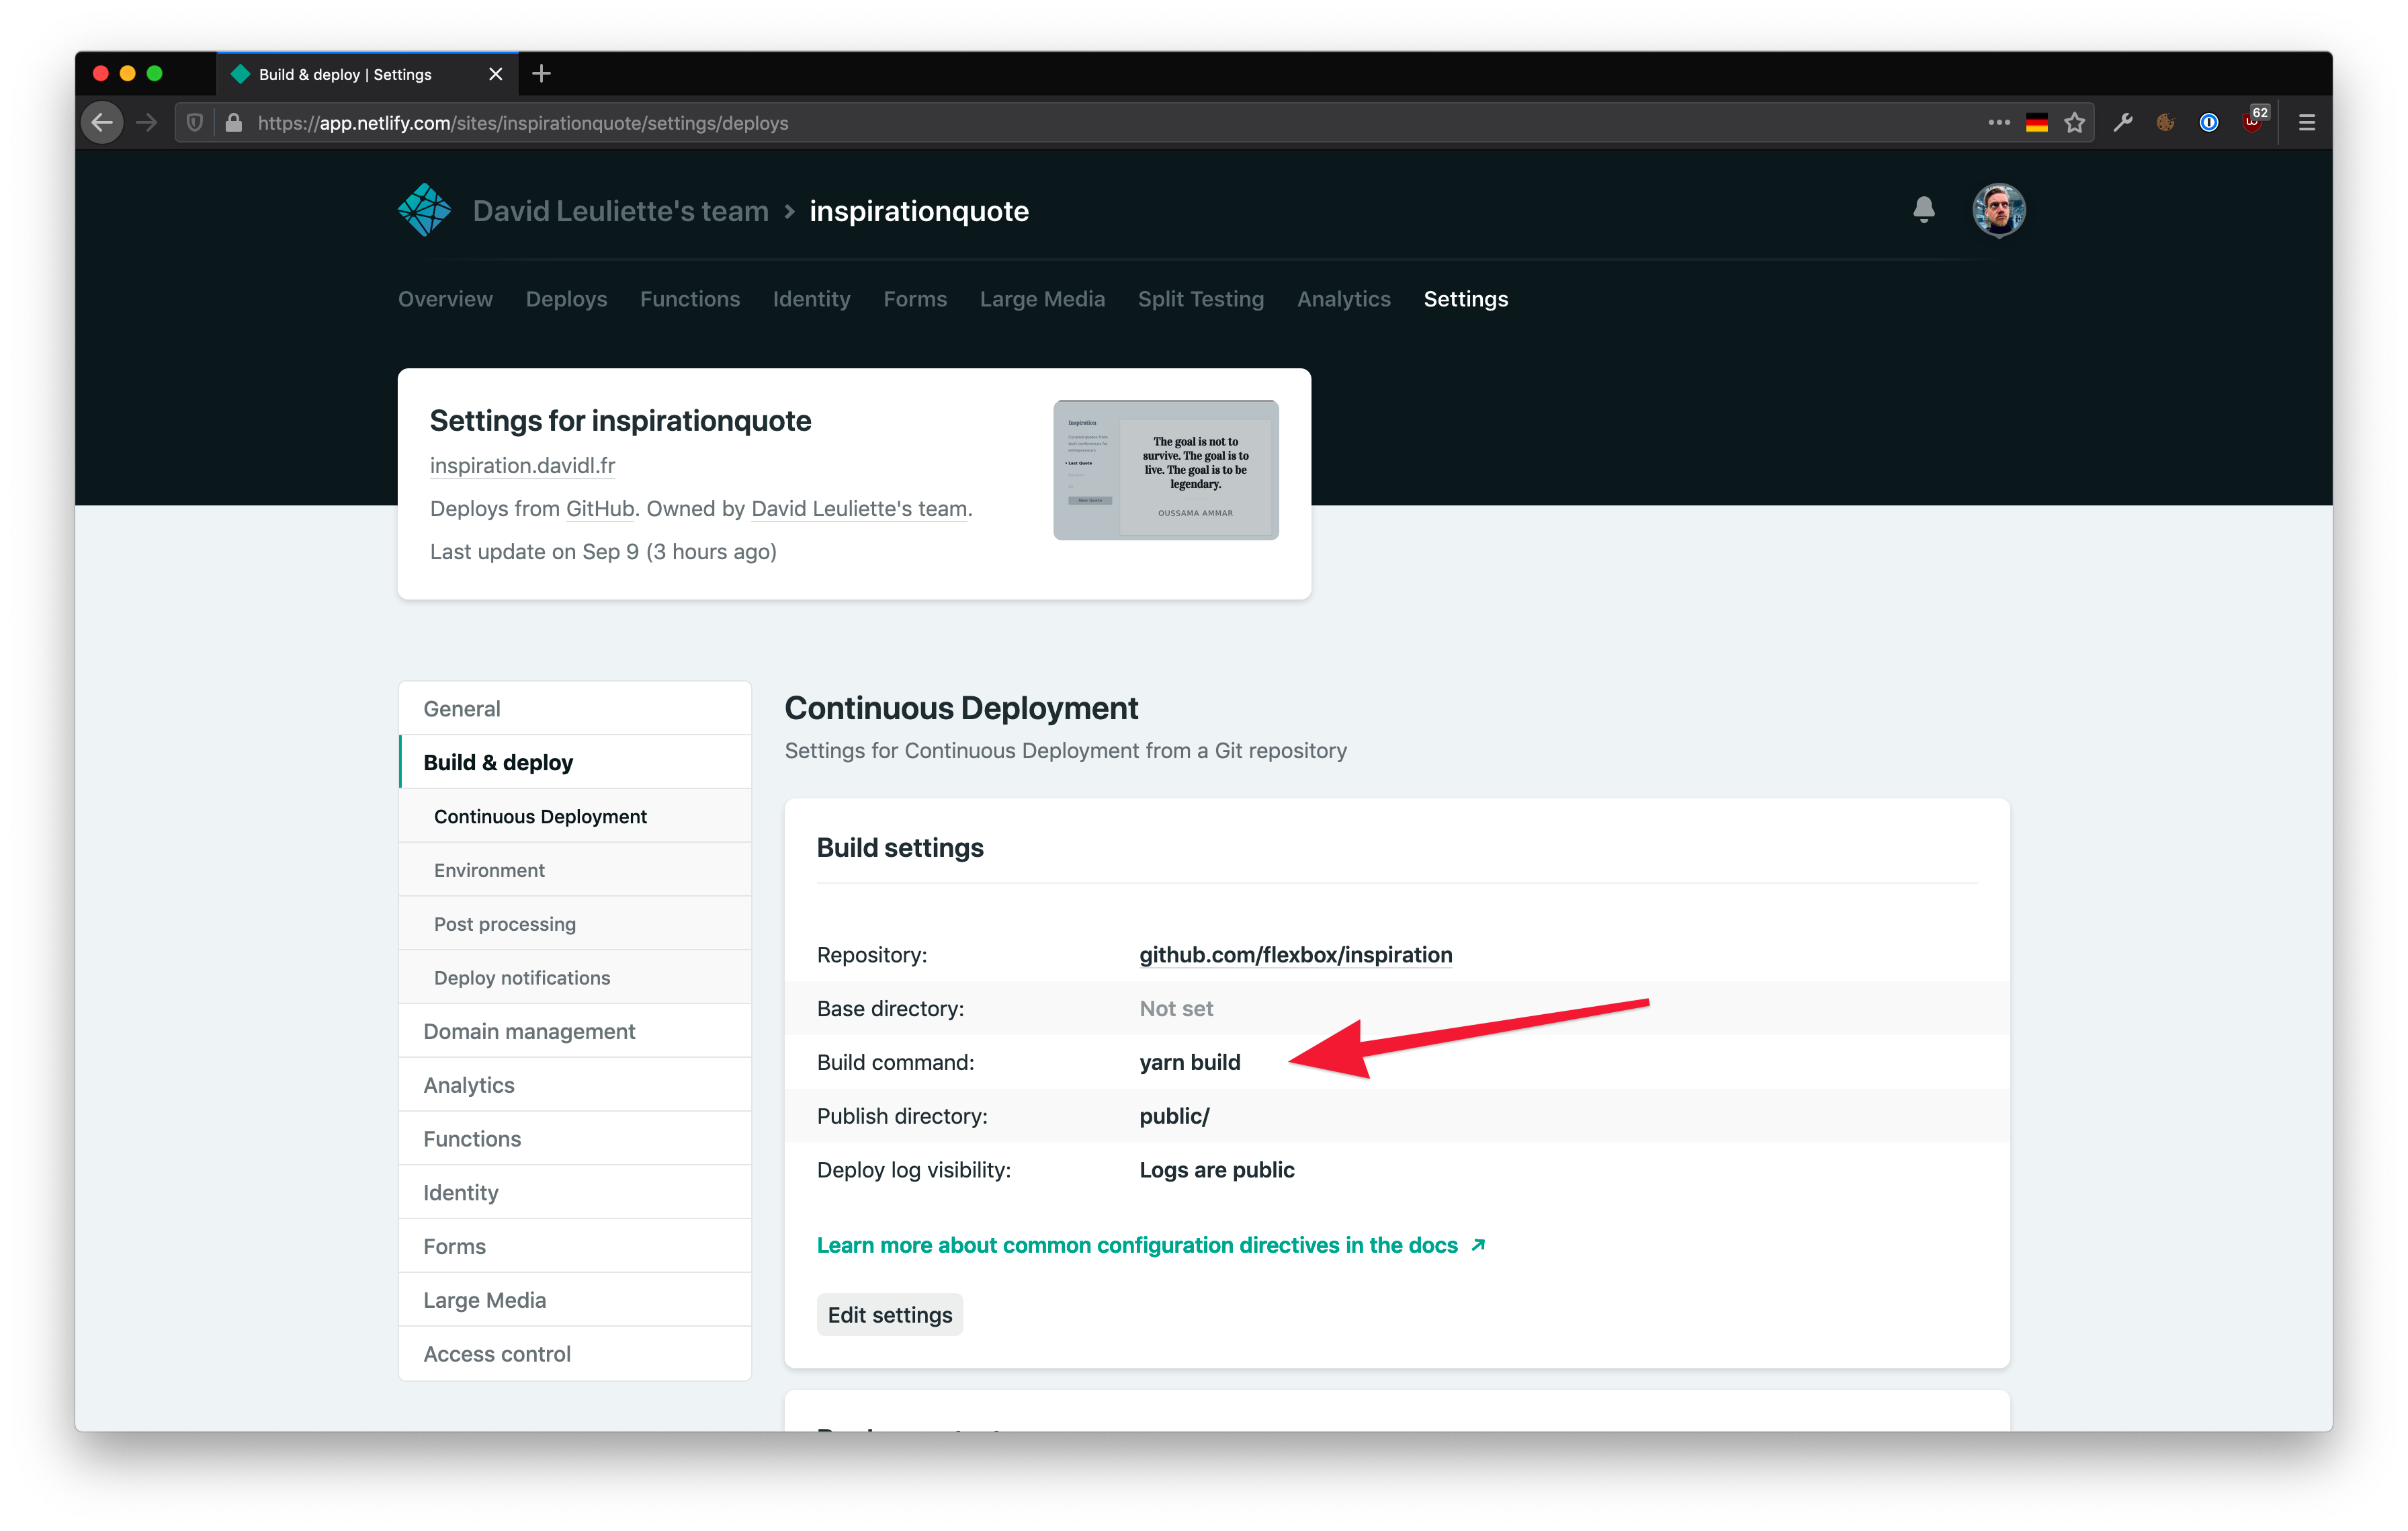 Build & deploy | Settings
https://app.netlify.com/sites/inspirationquote/settings/deploys
62
David Leuliette's team > inspirationquote
Overview Deploys Functions Identity Forms Large Media Split Testing Analytics Settings
Settings for inspirationquote
inspiration.davidl.fr
Deploys from GitHub. Owned by David Leuliette's team.
Last update on Sep 9 (3 hours ago)
Inspiration
Last Quote
New Quote
The goal is not to
survive. The goal is to
live. The goal is to be
legendary.
OUSSAMA AMMAR
General
Build & deploy
Continuous Deployment
Environment
Post processing
Deploy notifications
Domain management
Analytics
Functions
Identity
Forms
Large Media
Access control
Continuous Deployment
Settings for Continuous Deployment from a Git repository
Build settings
Repository: github.com/flexbox/inspiration
Base directory: Not set
Build command: yarn build
Publish directory: public/
Deploy log visibility: Logs are public
Learn more about common configuration directives in the docs
Edit settings